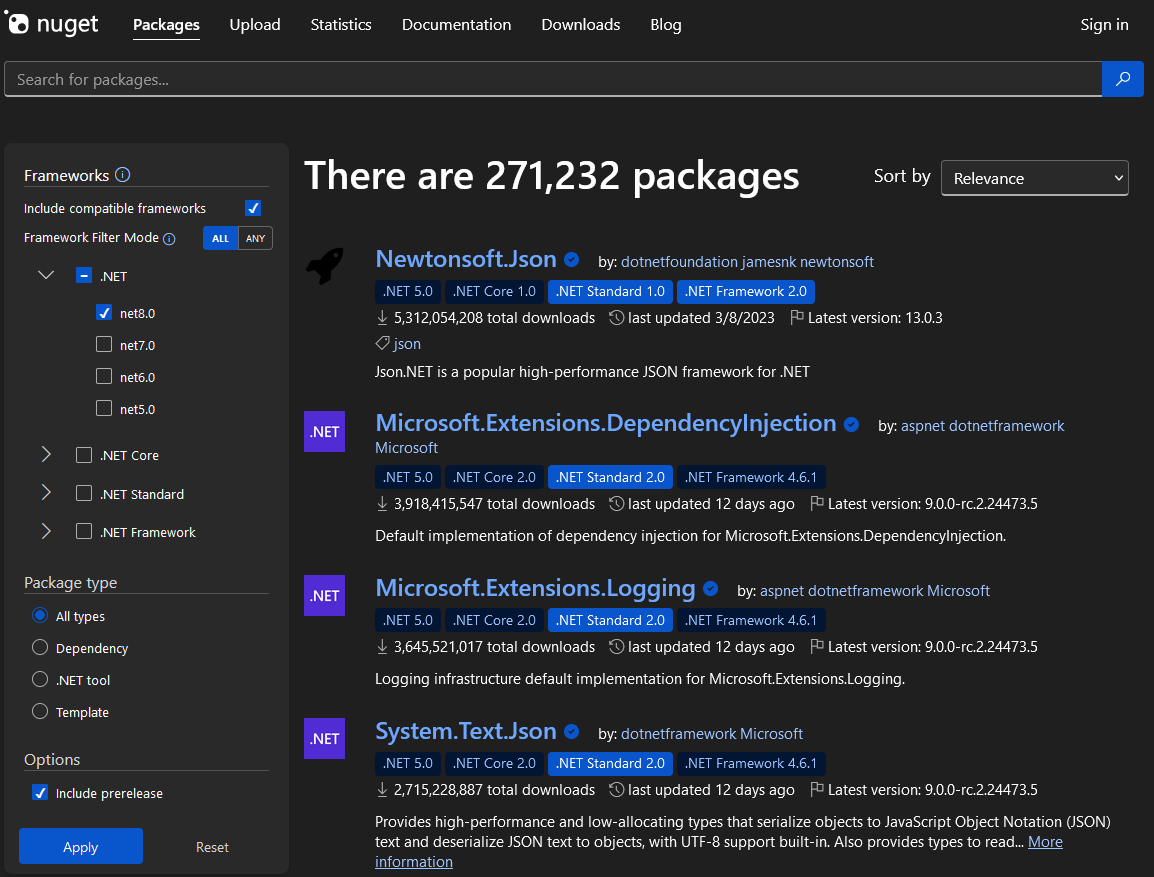 nuget Packages Upload Statistics Documentation Downloads Blog Sign in
Search for packages...
Frameworks
Include compatible frameworks
Framework Filter Mode ALL ANY
.NET
net8.0
net7.0
net6.0
net5.0
.NET Core
.NET Standard
.NET Framework
Package type
All types
Dependency
.NET tool
Template
Options
Include prerelease
Apply Reset
There are 271,232 packages
Sort by Relevance
Newtonsoft.Json by: dotnetfoundation jamesnk newtonsoft
.NET 5.0 .NET Core 1.0 .NET Standard 1.0 .NET Framework 2.0
5,312,054,208 total downloads last updated 3/8/2023 Latest version: 13.0.3
json
Json.NET is a popular high-performance JSON framework for .NET
.NET
Microsoft.Extensions.DependencyInjection by: aspnet dotnetframework
Microsoft
.NET 5.0 .NET Core 2.0 .NET Standard 2.0 .NET Framework 4.6.1
3,918,415,547 total downloads last updated 12 days ago Latest version: 9.0.0-rc.2.24473.5
Default implementation of dependency injection for Microsoft.Extensions.DependencyInjection.
.NET
Microsoft.Extensions.Logging by: aspnet dotnetframework Microsoft
.NET 5.0 .NET Core 2.0 .NET Standard 2.0 .NET Framework 4.6.1
3,645,521,017 total downloads last updated 12 days ago Latest version: 9.0.0-rc.2.24473.5
Logging infrastructure default implementation for Microsoft.Extensions.Logging.
.NET
System.Text.Json by: dotnetframework Microsoft
.NET 5.0 .NET Core 2.0 .NET Standard 2.0 .NET Framework 4.6.1
2,715,228,887 total downloads last updated 12 days ago Latest version: 9.0.0-rc.2.24473.5
Provides high-performance and low-allocating types that serialize objects to JavaScript Object Notation (JSON)
text and deserialize JSON text to objects, with UTF-8 support built-in. Also provides types to read... More
information